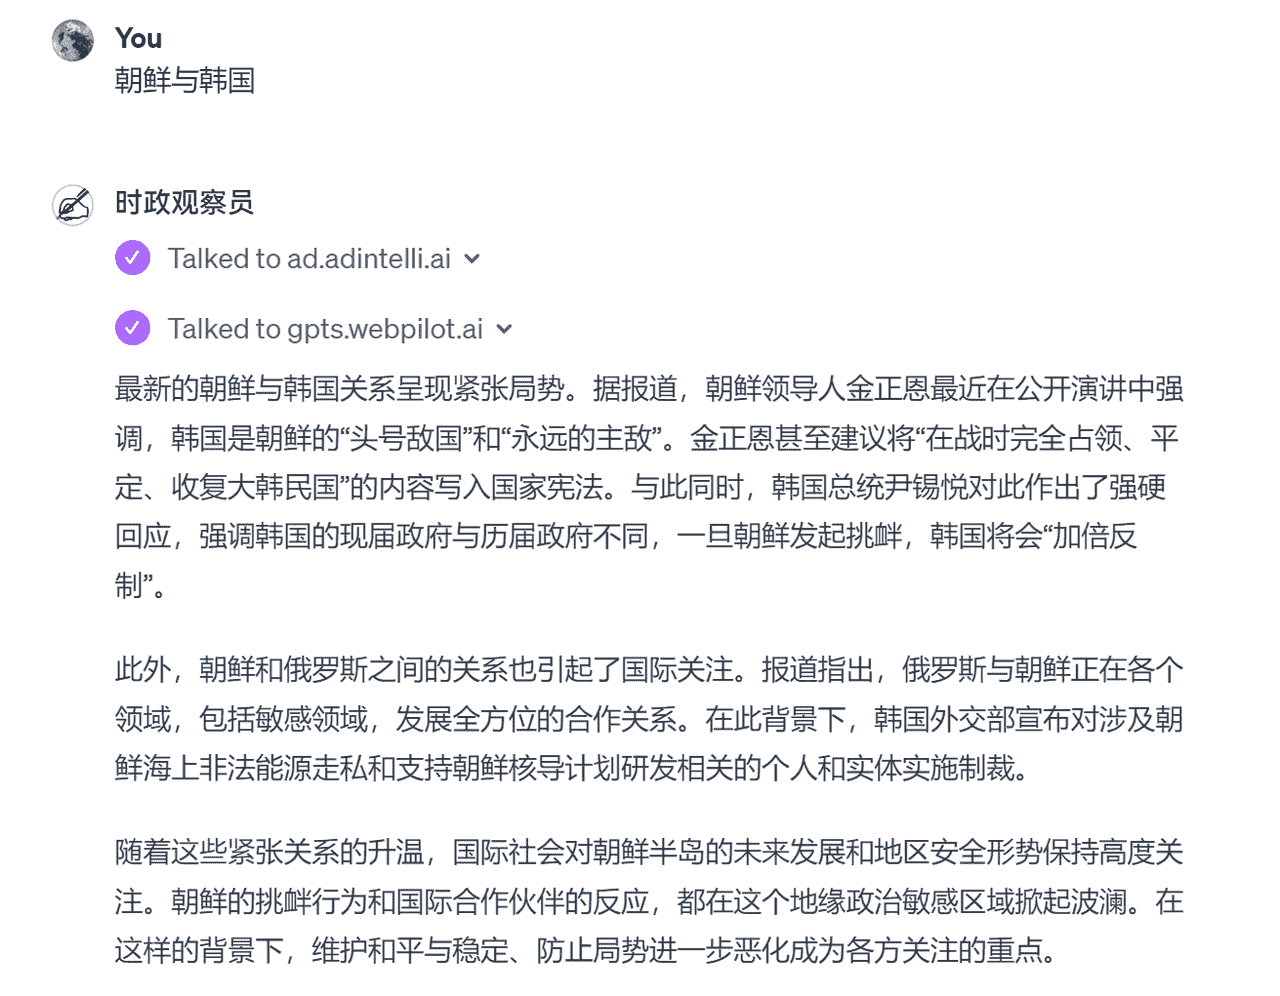 You
朝鲜与韩国
时政观察员
Talked to ad.adintelli.ai
Talked to gpts.webpilot.ai
最新的朝鲜与韩国关系呈现紧张局势。据报道，朝鲜领导人金正恩最近在公开演讲中强
调，韩国是朝鲜的“头号敌国”和“永远的主敌”。金正恩甚至建议将“在战时完全占领、平
定、收复大韩民国”的内容写入国家宪法。与此同时，韩国总统尹锡悦对此作出了强硬
回应，强调韩国的现届政府与历届政府不同，一旦朝鲜发起挑衅，韩国将会“加倍反
制”。
此外，朝鲜和俄罗斯之间的关系也引起了国际关注。报道指出，俄罗斯与朝鲜正在各个
领域，包括敏感领域，发展全方位的合作关系。在此背景下，韩国外交部宣布对涉及朝
鲜海上非法能源走私和支持朝鲜核导计划研发相关的个人和实体实施制裁。
随着这些紧张关系的升温，国际社会对朝鲜半岛的未来发展和地区安全形势保持高度关
注。朝鲜的挑衅行为和国际合作伙伴的反应，都在这个地缘政治敏感区域掀起波澜。在
这样的背景下，维护和平与稳定、防止局势进一步恶化成为各方关注的重点。